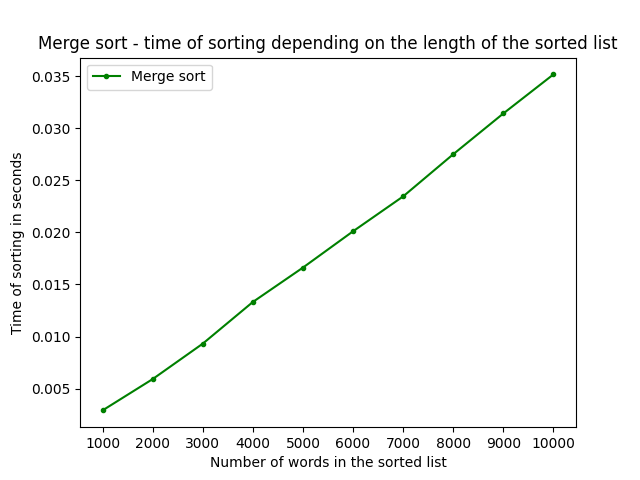 Merge sort - time of sorting depending on the length of the sorted list
Merge sort
0.035
0.030
0.025
0.020
0.015
0.010
0.005
Time of sorting in seconds
1000 2000 3000 4000 5000 6000 7000 8000 9000 10000
Number of words in the sorted list